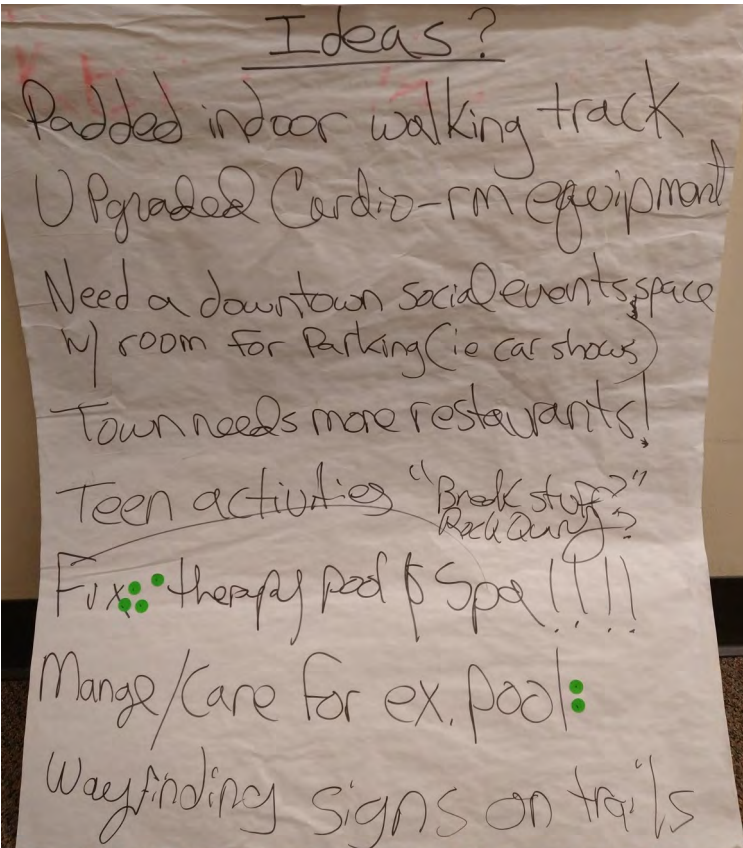 Ideas?
Padded indoor walking track
Upgraded Cardio-rm equipment
Need a downtown social events space
w/ room for Parking (ie car shows)
Town needs more restaurants!
Teen activities "Break stuff?"
Rock Quarry?
Fix therapy pool & Spa!!!!
Mange/Care for ex. pool
Wayfinding signs on trails